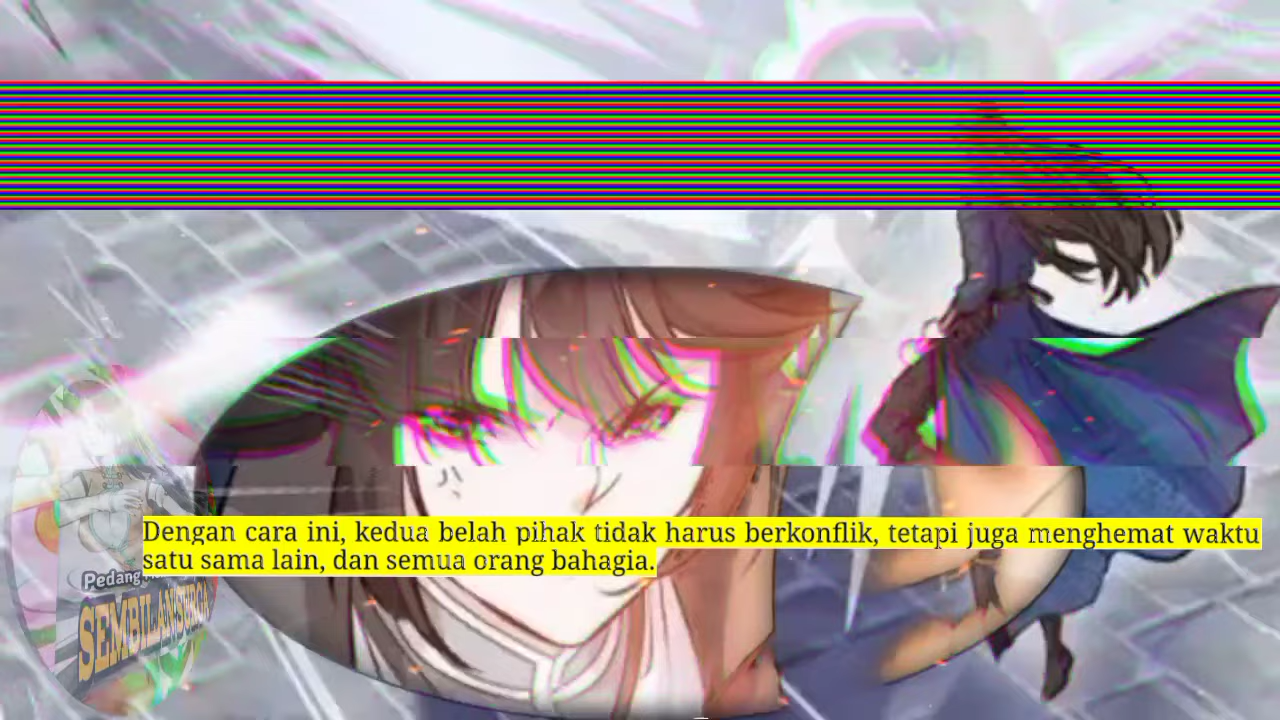 Dengan cara ini, kedua belah pihak tidak harus berkonflik, tetapi juga menghemat waktu
satu sama lain, dan semua orang bahagia.
Pedang
SEMBILAN SURGA